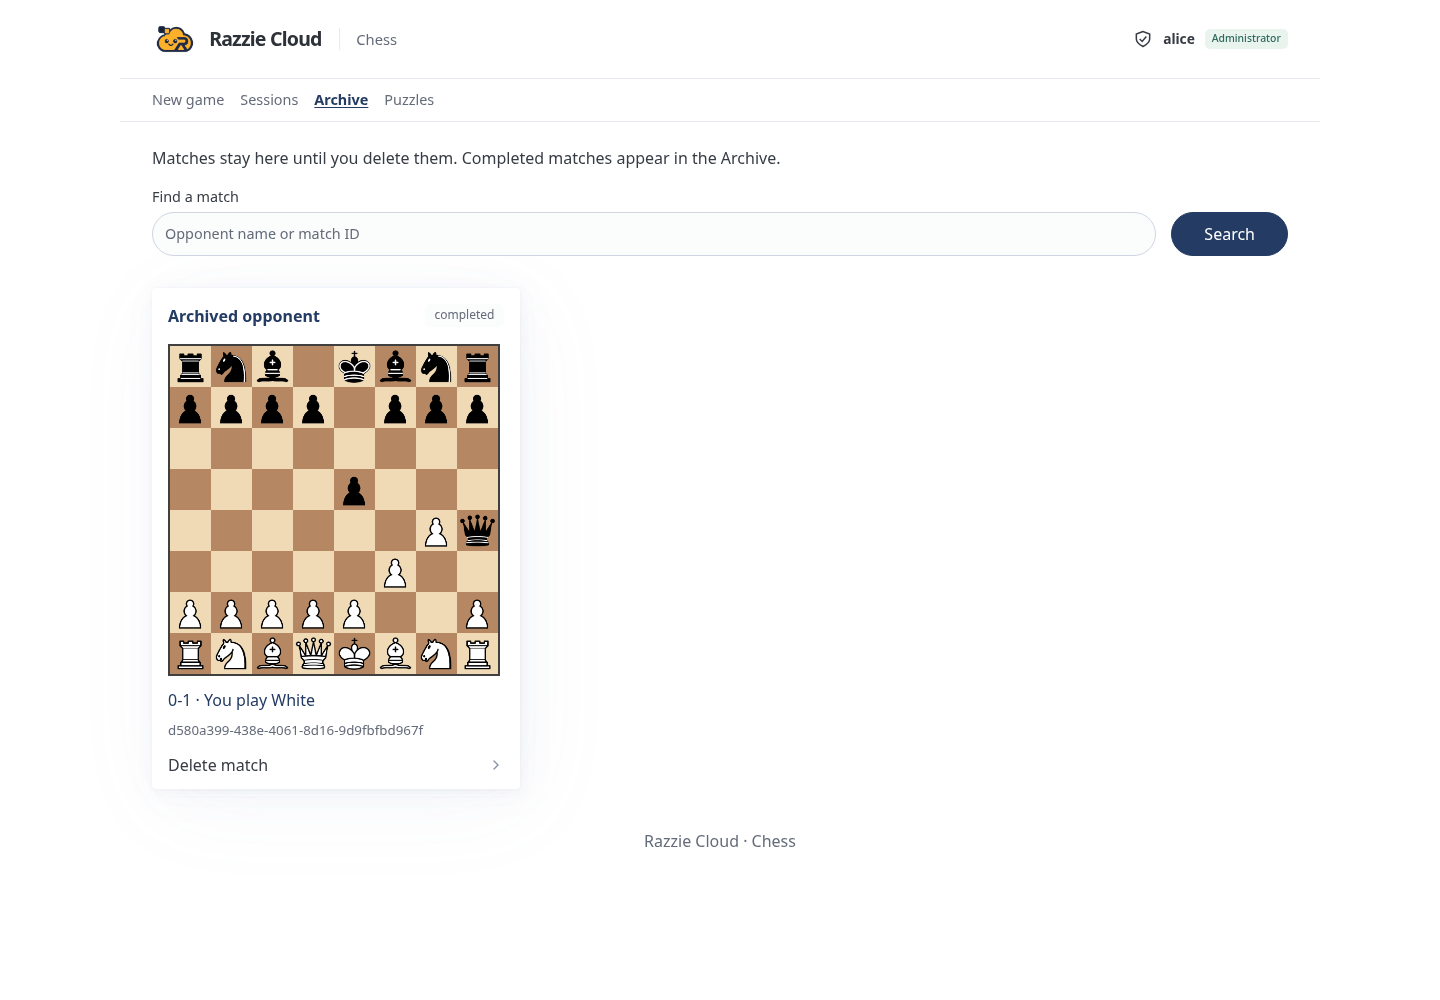 Razzie Cloud
Chess
alice
Administrator
New game
Sessions
Archive
Puzzles
Matches stay here until you delete them. Completed matches appear in the Archive.
Find a match
Opponent name or match ID
Search
Archived opponent
completed
0-1 · You play White
d580a399-438e-4061-8d16-9d9fbfbd967f
Delete match
Razzie Cloud · Chess